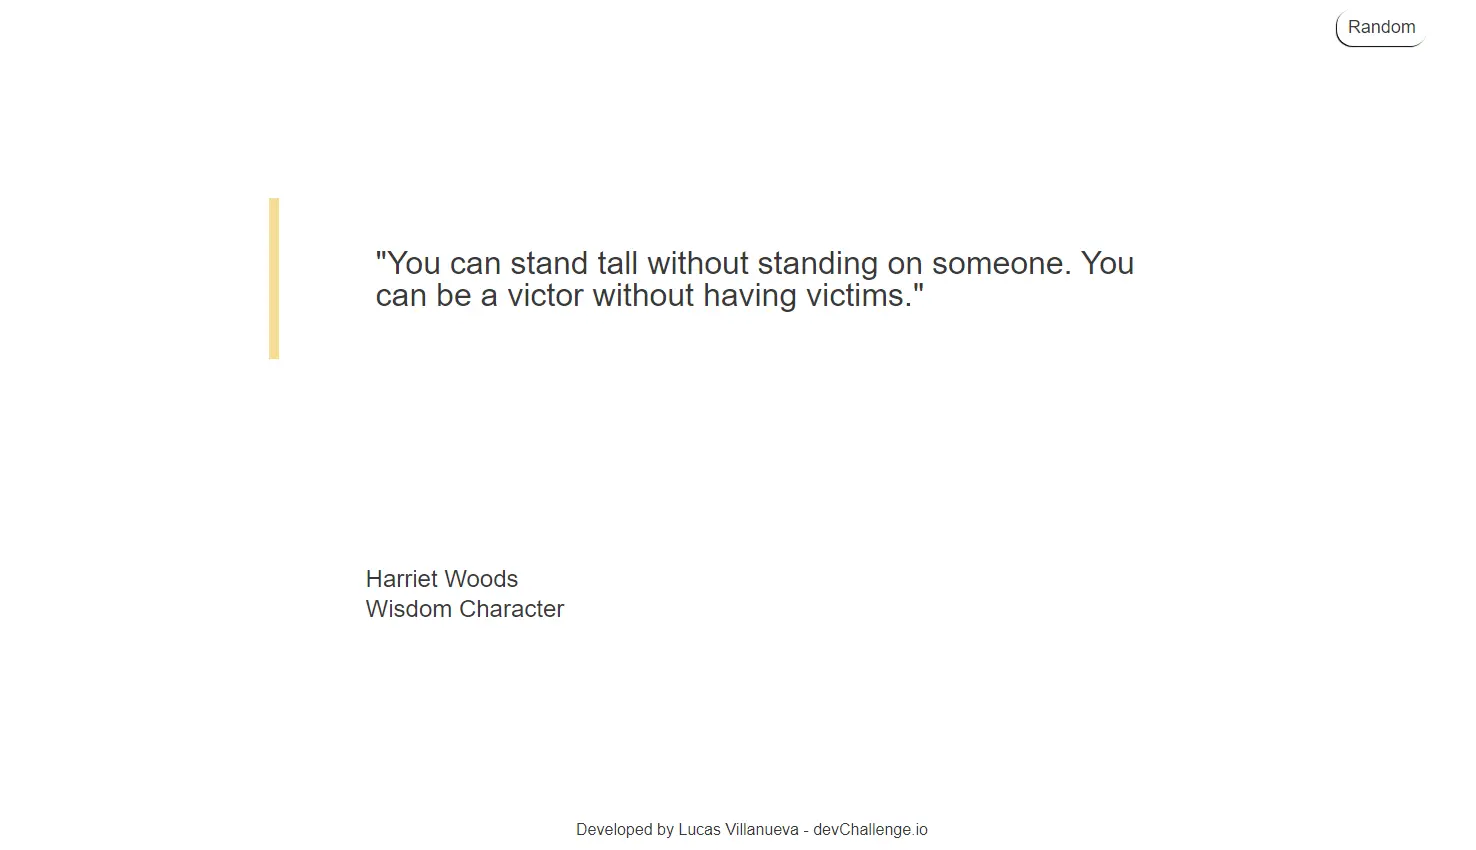 Random
"You can stand tall without standing on someone. You
can be a victor without having victims."
Harriet Woods
Wisdom Character
Developed by Lucas Villanueva - devChallenge.io